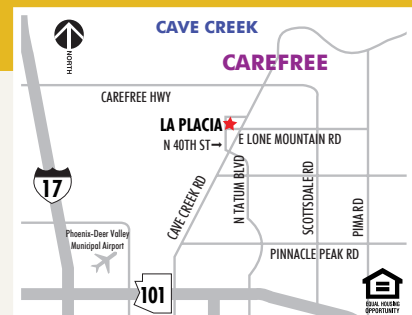 CAVE CREEK
NORTH
CAREFREE
CAREFREE HWY
LA PLACIA
E LONE MOUNTAIN RD
N 40TH ST
17
CAVE CREEK RD
N TATUM BLVD
SCOTTSDALE RD
PIMA RD
Phoenix-Deer Valley
Municipal Airport
PINNACLE PEAK RD
101
EQUAL HOUSING
OPPORTUNITY